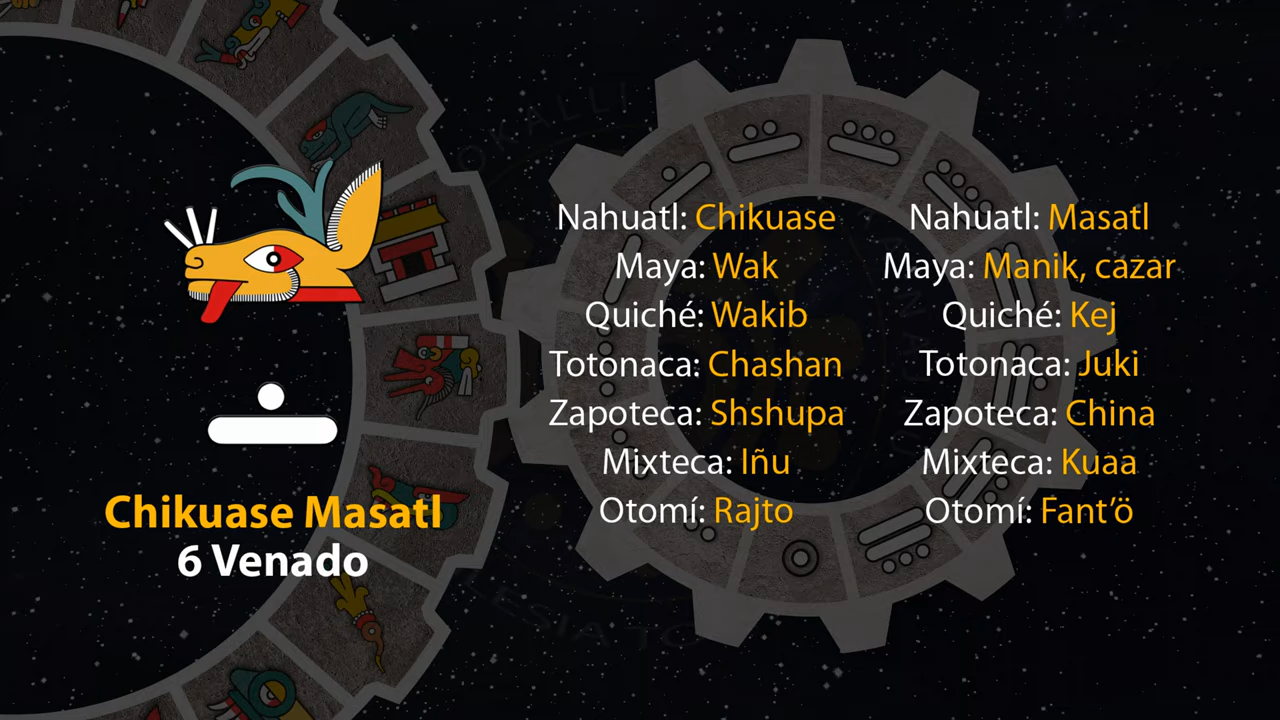 Chikuase Masatl
6 Venado
Nahuatl: Chikuase
Maya: Wak
Quiché: Wakib
Totonaca: Chashan
Zapoteca: Shshupa
Mixteca: Iñu
Otomí: Rajto
Nahuatl: Masatl
Maya: Manik, cazar
Quiché: Kej
Totonaca: Juki
Zapoteca: China
Mixteca: Kuaa
Otomí: Fant’ö